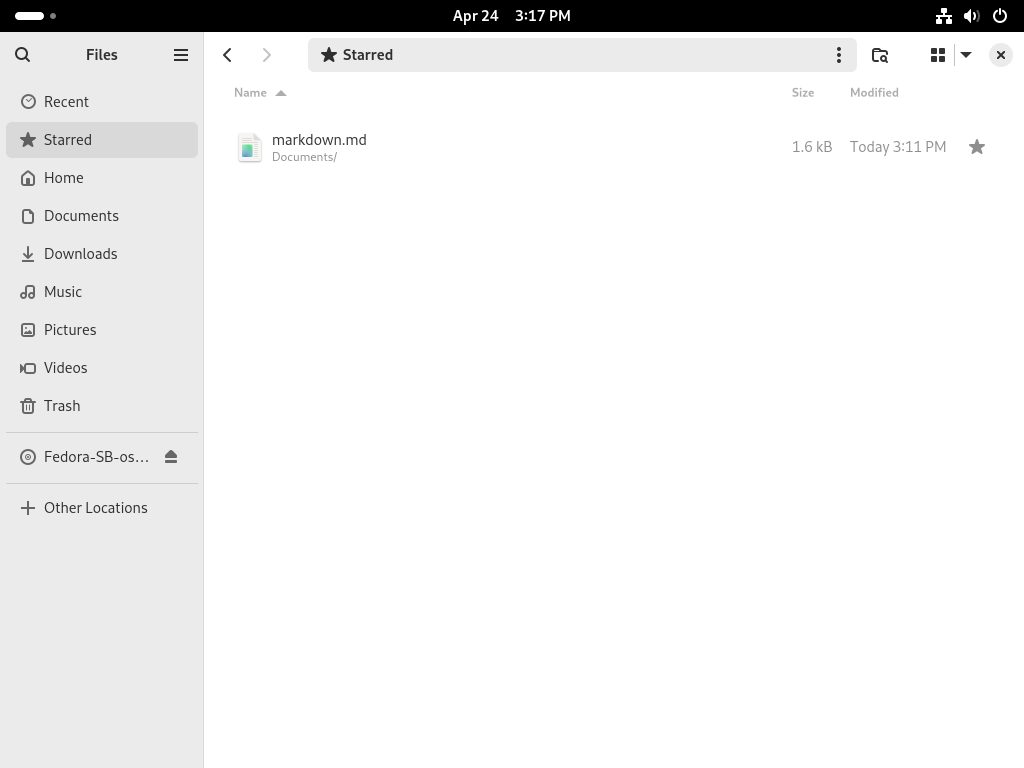 Apr 24 3:17 PM
Files
Starred
Recent
Starred
Home
Documents
Downloads
Music
Pictures
Videos
Trash
Fedora-SB-os…
Other Locations
Name Size Modified
markdown.md 1.6 kB Today 3:11 PM
Documents/